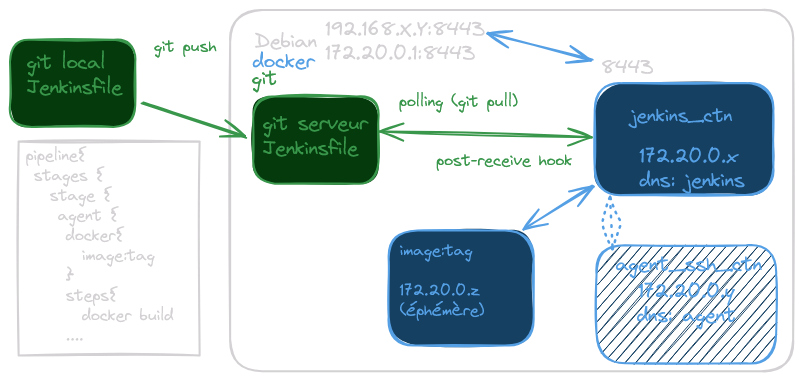 git local
Jenkinsfile
git push
Debian
docker
git
192.168.X.Y:8443
172.20.0.1:8443
8443
git serveur
Jenkinsfile
polling (git pull)
post-receive hook
jenkins_ctn
172.20.0.x
dns: jenkins
pipeline{
stages {
stage {
agent {
docker{
image:tag
}
steps{
docker build
....
image:tag
172.20.0.z
(éphémère)
agent_ssh_ctn
172.20.0.y
dns: agent